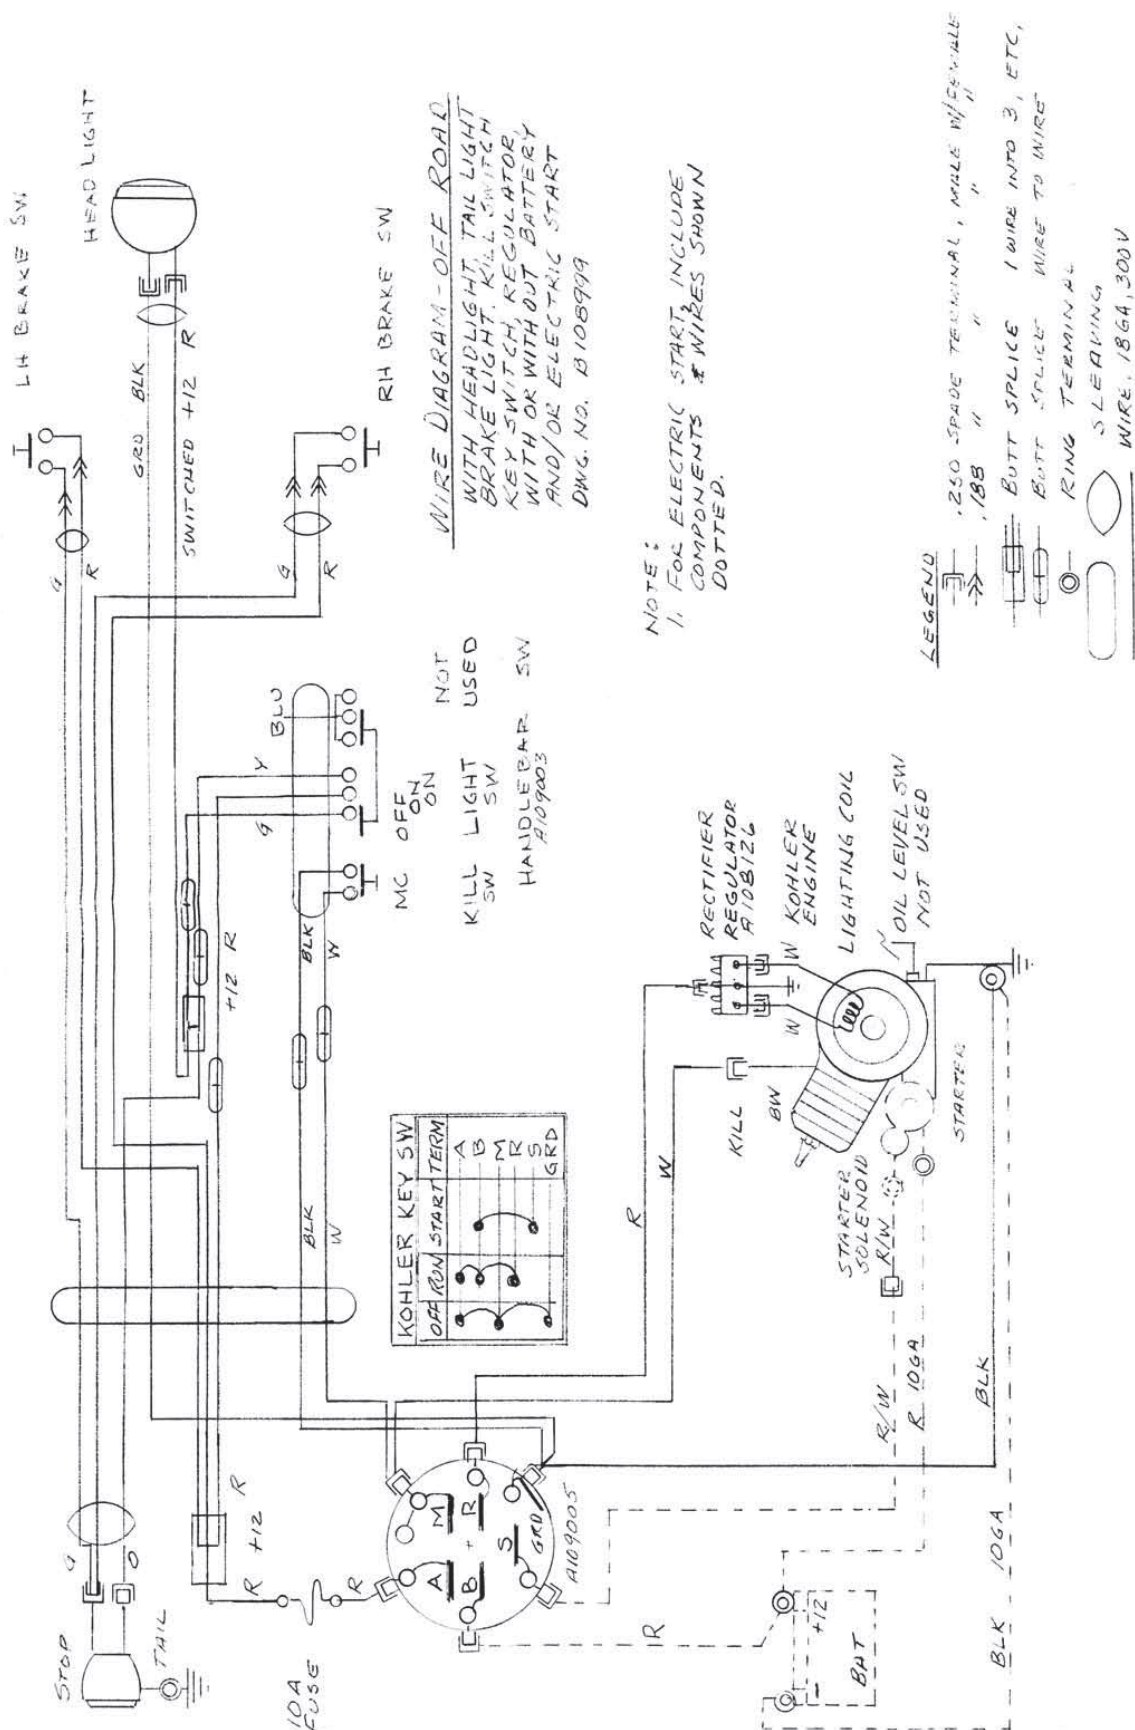 LH BRAKE SW
HEAD LIGHT
GRD BLK
SWITCHED +12 R
G
R
G
R
RH BRAKE SW
WIRE DIAGRAM - OFF ROAD
WITH HEADLIGHT, TAIL LIGHT
BRAKE LIGHT, KILL SWITCH
KEY SWITCH, REGULATOR,
WITH OR WITHOUT BATTERY
AND/OR ELECTRIC START
DWG. NO. B108999
NOTE:
1. FOR ELECTRIC START, INCLUDE
COMPONENTS & WIRES SHOWN
DOTTED.
LEGEND
.250 SPADE TERMINAL, MALE W/FEMALE
.188 " " " "
BUTT SPLICE 1 WIRE INTO 3, ETC,
BUTT SPLICE WIRE TO WIRE
RING TERMINAL
SLEAVING
WIRE, 18GA, 300V
BLU
Y
G
MC OFF ON ON
NOT USED
KILL SW
LIGHT SW
HANDLEBAR SW
A109003
+12 R
BLK
W
BLK
W
KOHLER KEY SW
OFF RUN START TERM
A
B
M
R
S
GRD
RECTIFIER
REGULATOR
A108126
W
W
KOHLER
ENGINE
LIGHTING COIL
OIL LEVEL SW
NOT USED
KILL
BW
STARTER
STARTER
SOLENOID
R/W
R
W
R/W
R 10GA
BLK
BLK 10GA
STOP
TAIL
G
O
R +12 R
10A
FUSE
R
A
M
B
+
R
S
GRD
A109005
R
BAT
+12
-